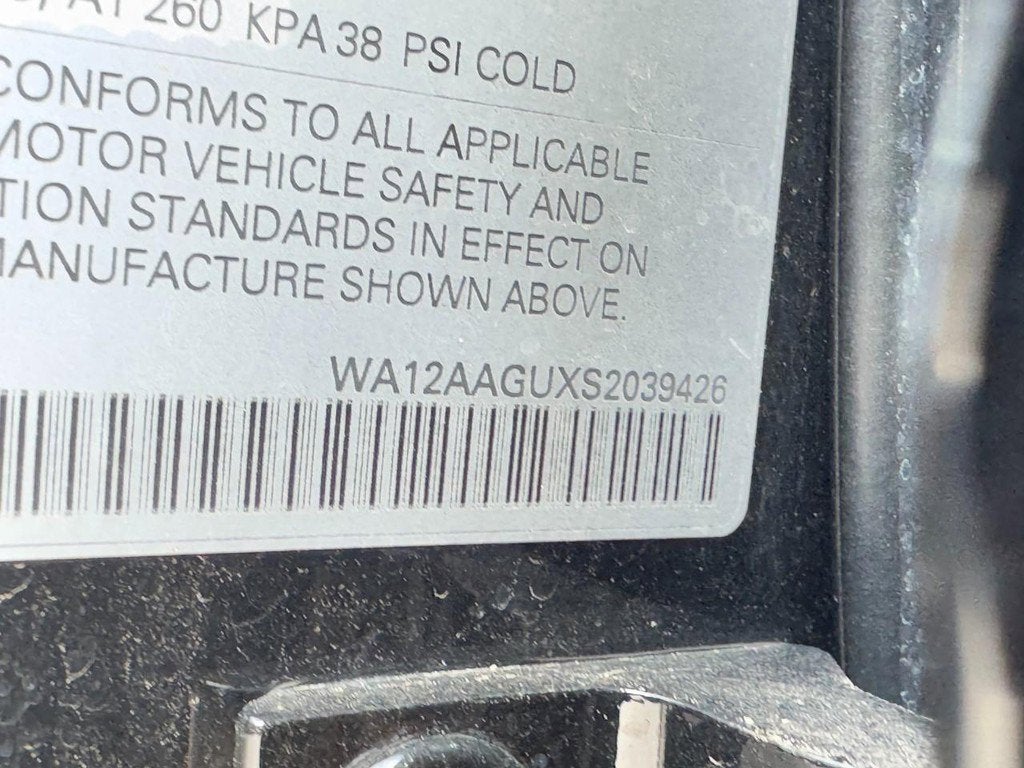 AT 260 KPA 38 PSI COLD
CONFORMS TO ALL APPLICABLE
MOTOR VEHICLE SAFETY AND
TION STANDARDS IN EFFECT ON
MANUFACTURE SHOWN ABOVE.
WA12AAGUXS2039426